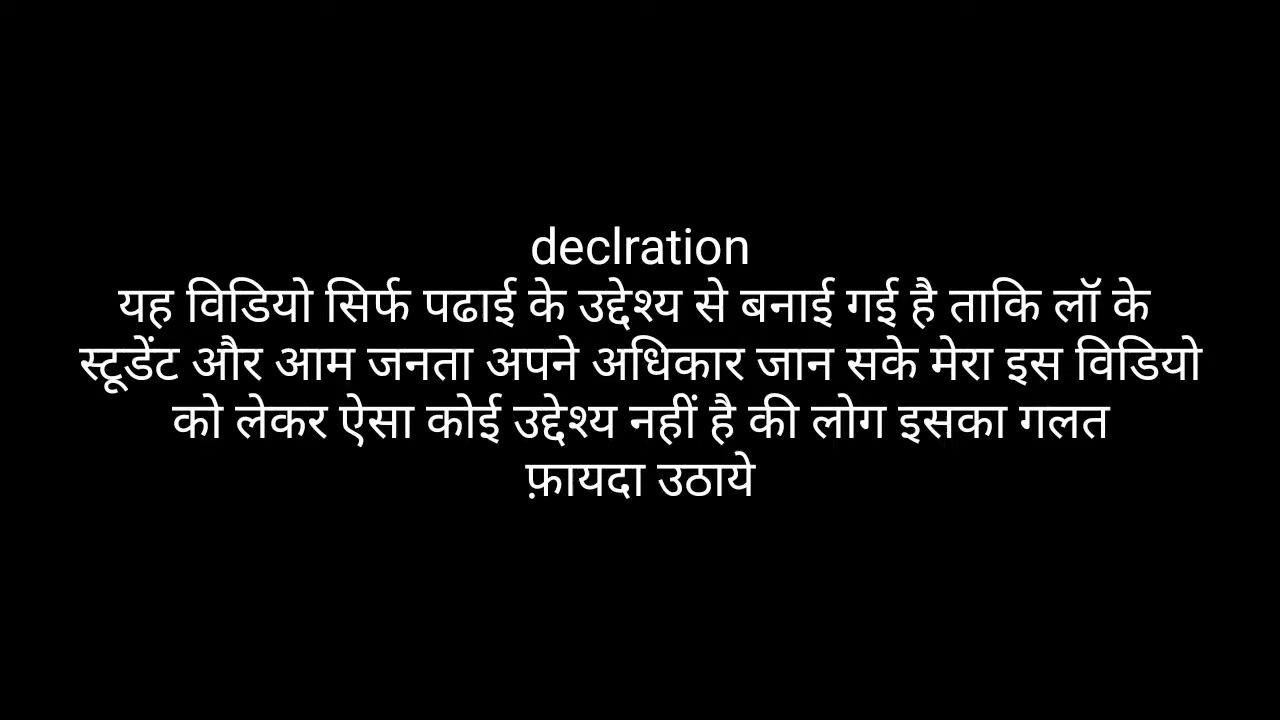 declration
यह विडियो सिर्फ पढाई के उद्देश्य से बनाई गई है ताकि लॉ के
स्टूडेंट और आम जनता अपने अधिकार जान सके मेरा इस विडियो
को लेकर ऐसा कोई उद्देश्य नहीं है की लोग इसका गलत
फ़ायदा उठाये